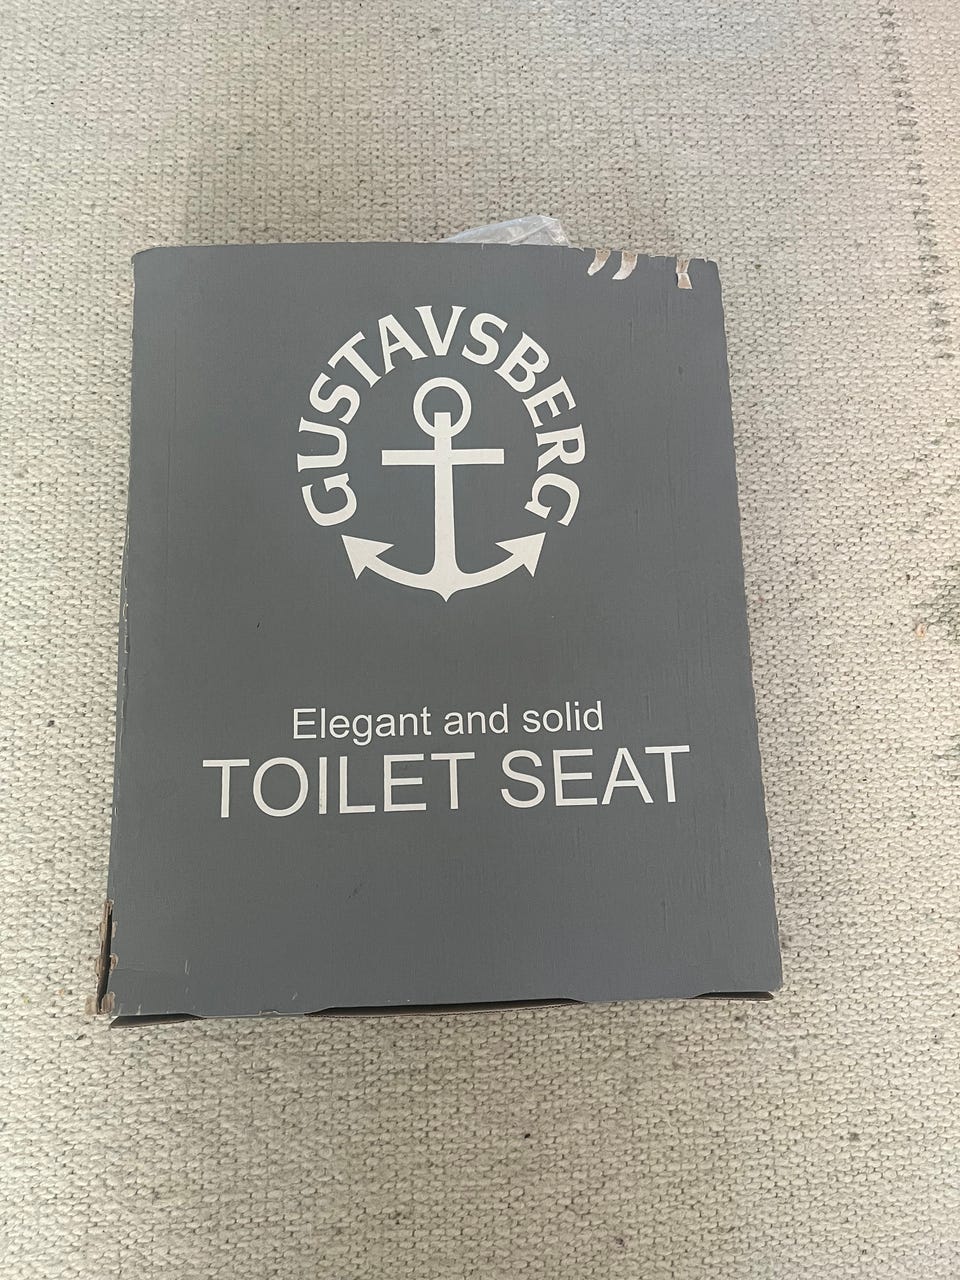 GUSTAVSBERG
Elegant and solid
TOILET SEAT